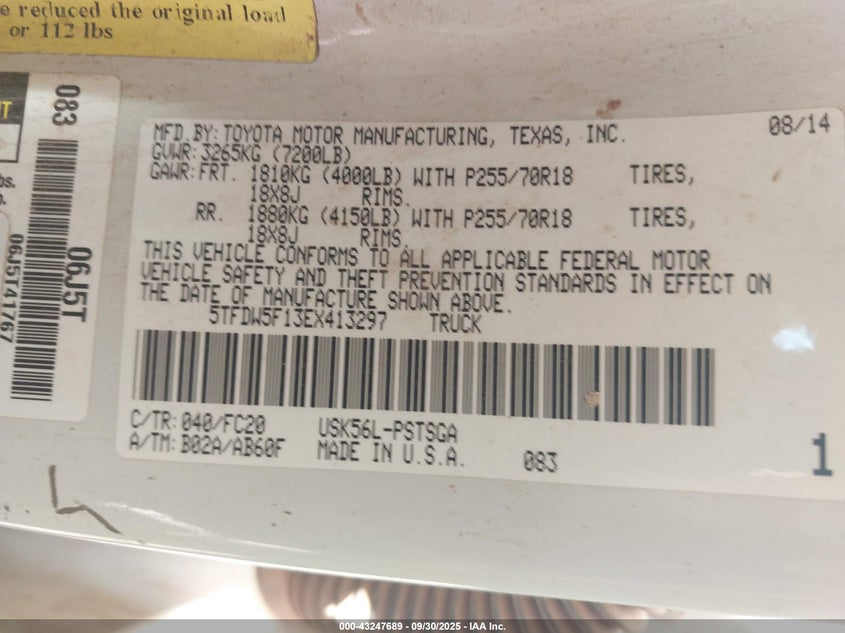 e reduced the original load
or 112 lbs
083
06J5T
06J5T41767
MFD. BY: TOYOTA MOTOR MANUFACTURING, TEXAS, INC. 08/14
GVWR: 3265KG (7200LB)
GAWR: FRT. 1810KG (4000LB) WITH P255/70R18 TIRES,
18X8J RIMS.
RR. 1880KG (4150LB) WITH P255/70R18 TIRES,
18X8J RIMS.
THIS VEHICLE CONFORMS TO ALL APPLICABLE FEDERAL MOTOR
VEHICLE SAFETY AND THEFT PREVENTION STANDARDS IN EFFECT ON
THE DATE OF MANUFACTURE SHOWN ABOVE.
5TFDW5F13EX413297 TRUCK
C/TR: 040/FC20 USK56L-PSTSGA
A/TM: B02A/AB60F MADE IN U.S.A. 083
1
000-43247689 - 09/30/2025 - IAA Inc.